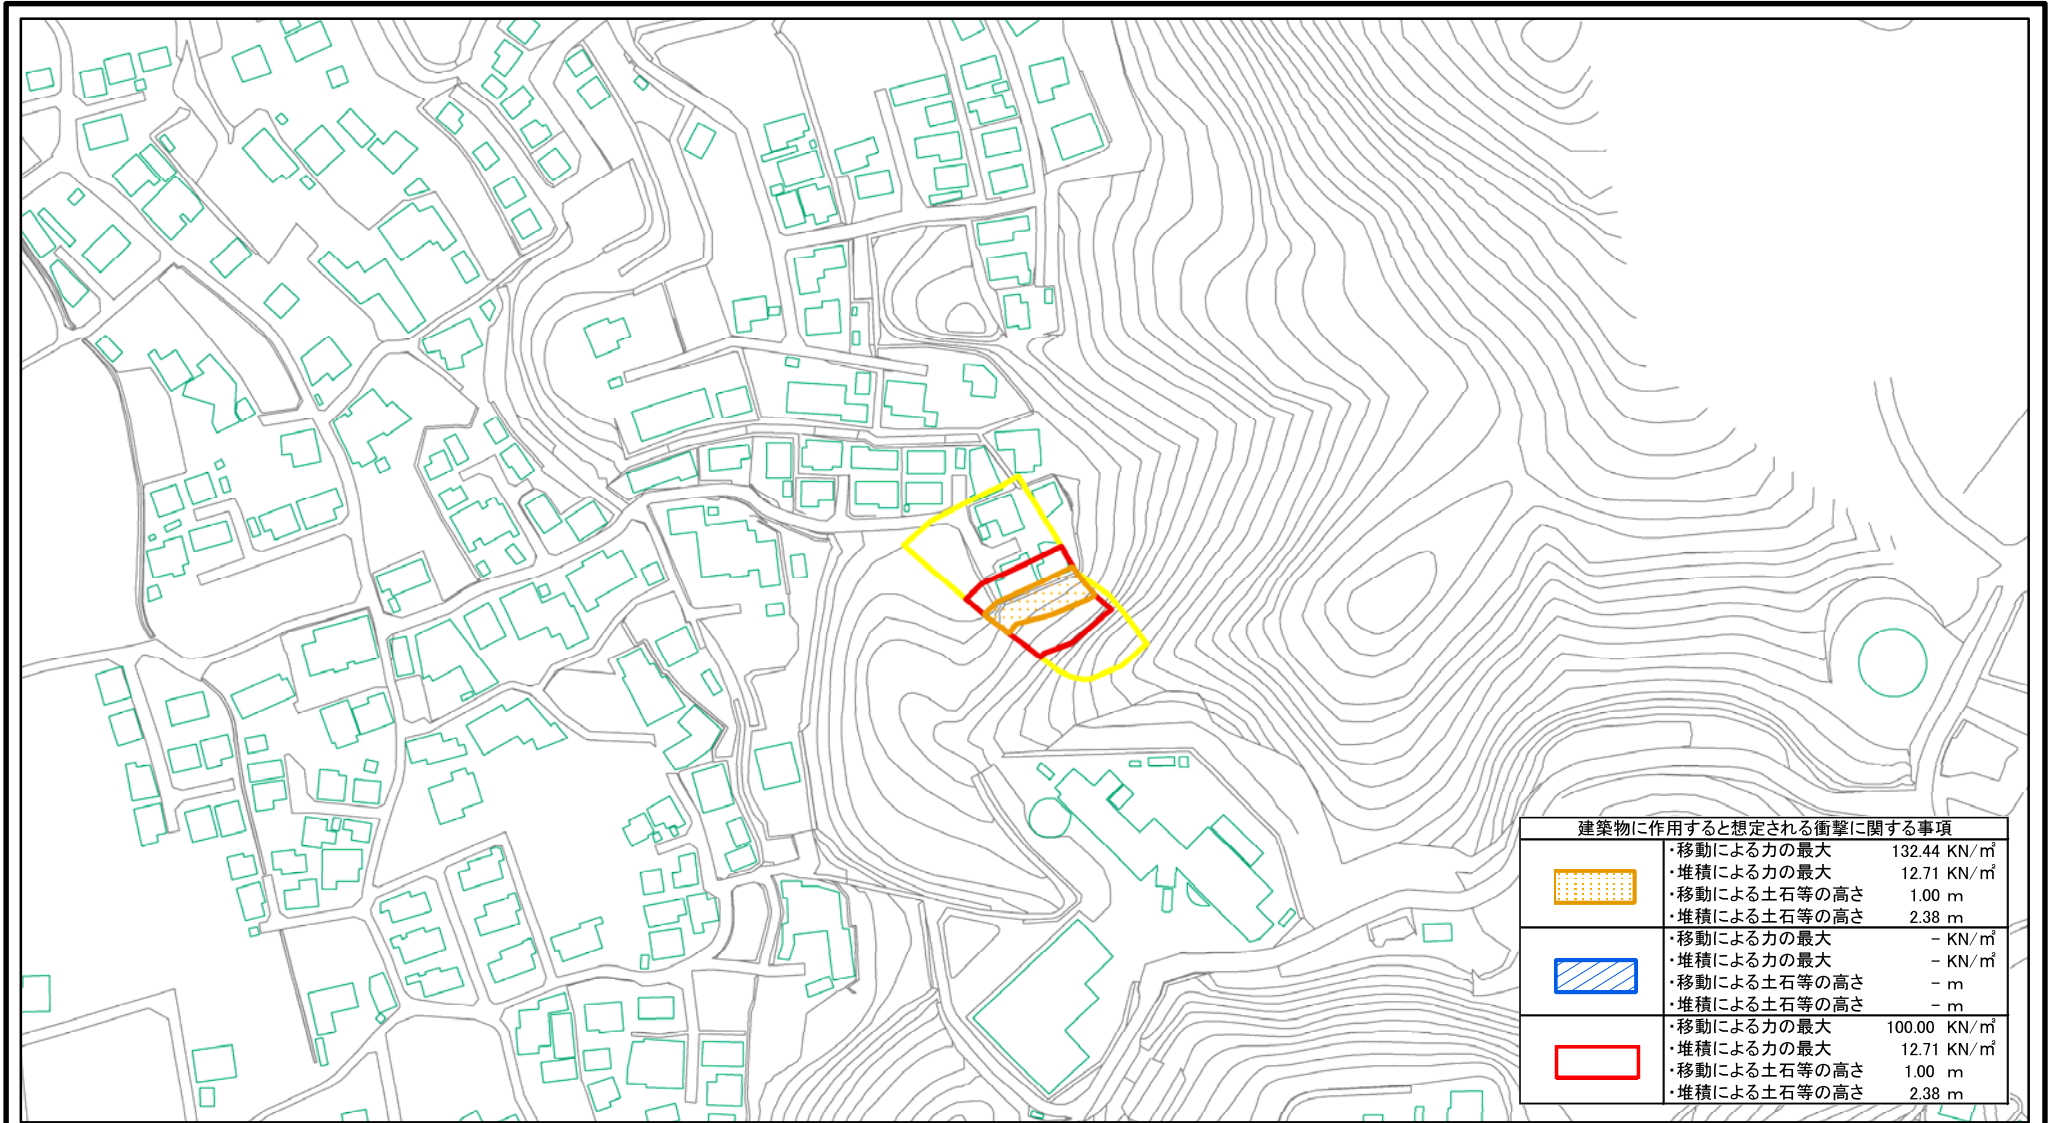 建築物に作用すると想定される衝撃に関する事項
・移動による力の最大 132.44 KN/㎡
・堆積による力の最大 12.71 KN/㎡
・移動による土石等の高さ 1.00 m
・堆積による土石等の高さ 2.38 m
・移動による力の最大 － KN/㎡
・堆積による力の最大 － KN/㎡
・移動による土石等の高さ － m
・堆積による土石等の高さ － m
・移動による力の最大 100.00 KN/㎡
・堆積による力の最大 12.71 KN/㎡
・移動による土石等の高さ 1.00 m
・堆積による土石等の高さ 2.38 m